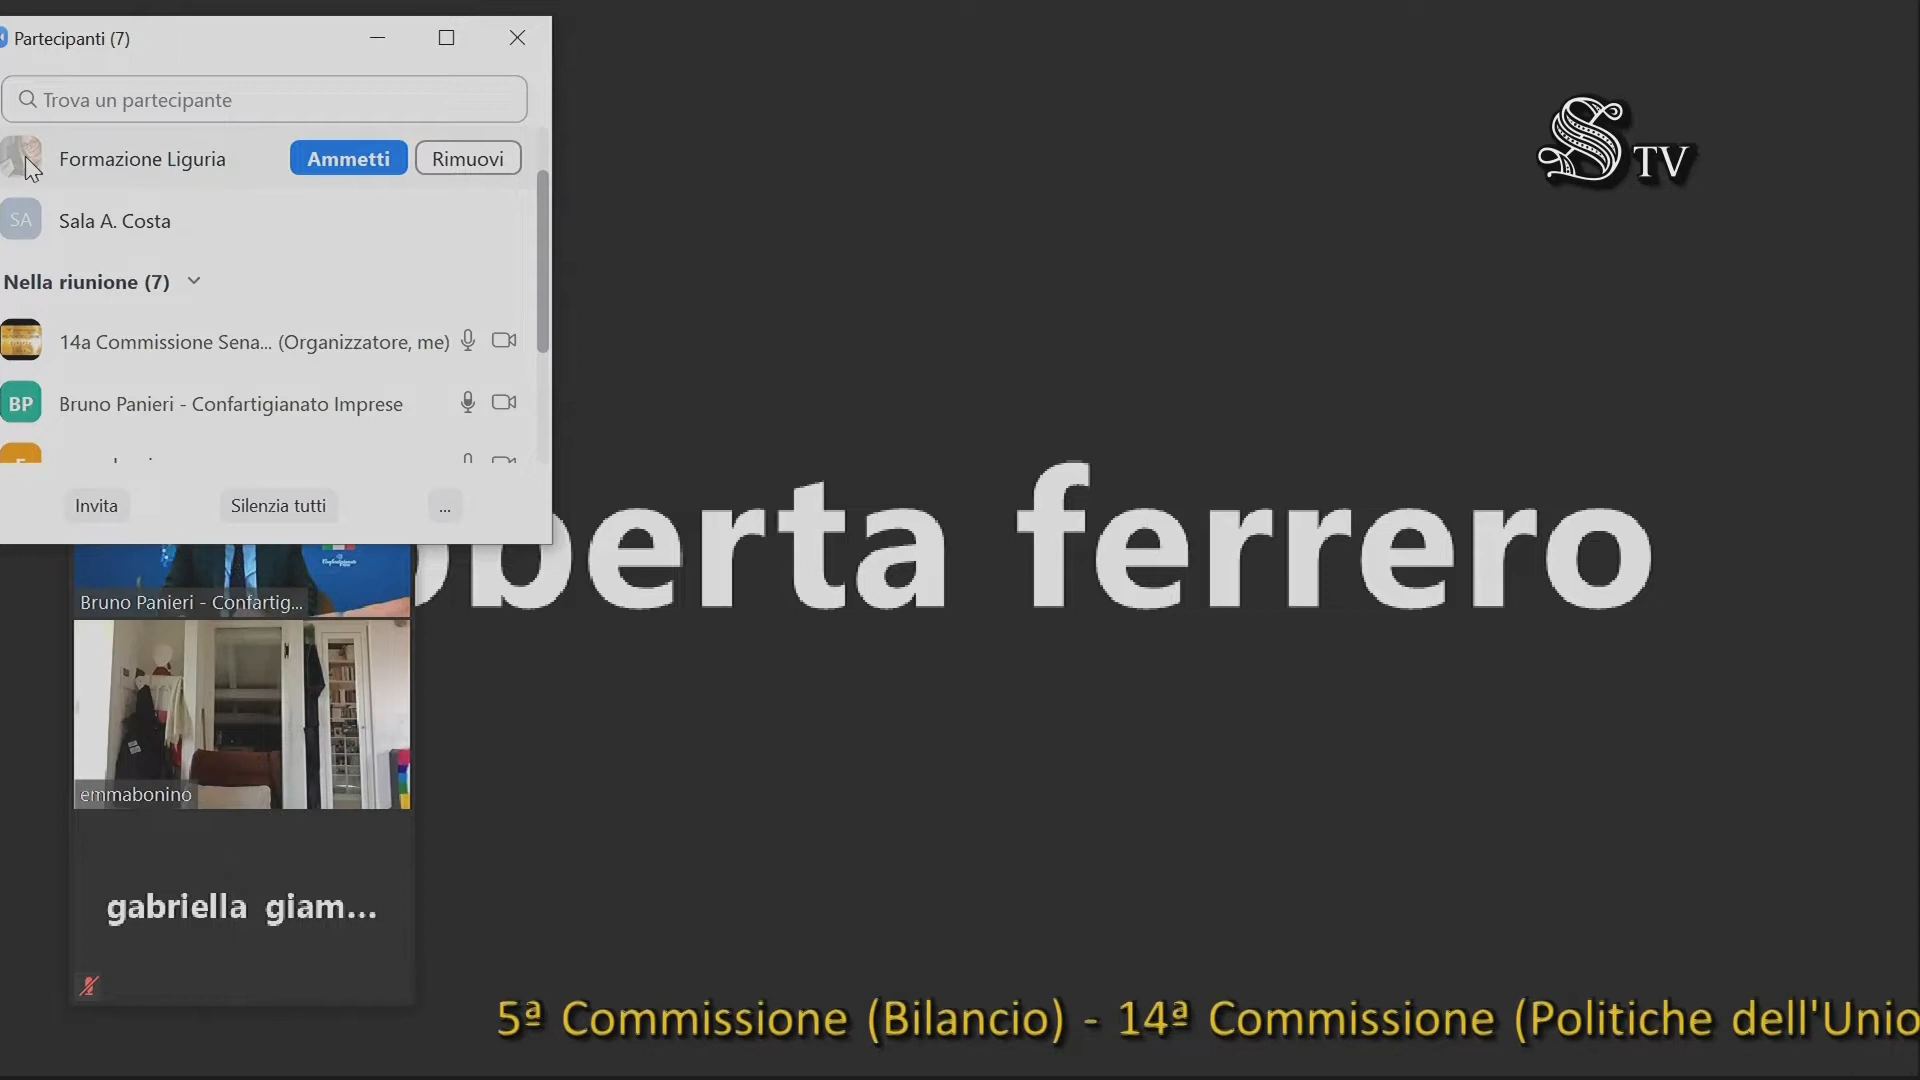 Partecipanti (7)
Trova un partecipante
Formazione Liguria
Ammetti
Rimuovi
SA
Sala A. Costa
Nella riunione (7)
14a Commissione Sena... (Organizzatore, me)
BP
Bruno Panieri - Confartigianato Imprese
Invita
Silenzia tutti
...
S TV
berta ferrero
Bruno Panieri - Confartig...
emmabonino
gabriella giam...
5ª Commissione (Bilancio) - 14ª Commissione (Politiche dell'Unio